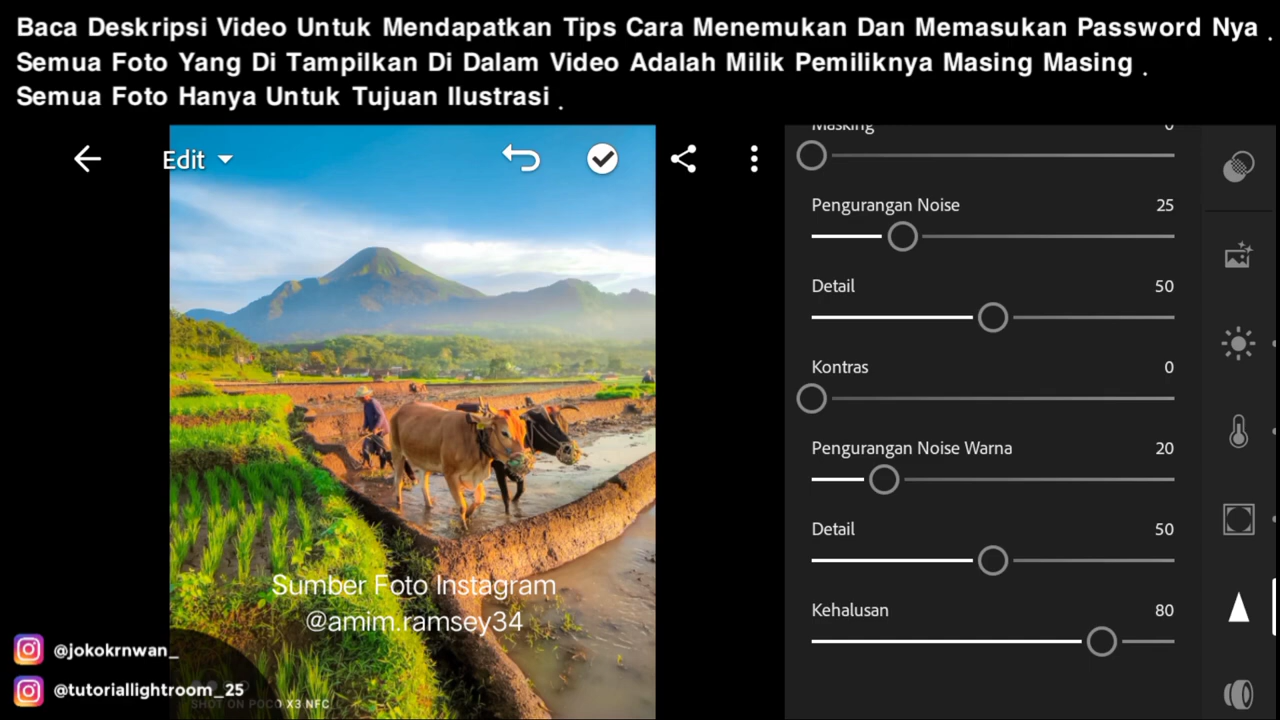 Baca Deskripsi Video Untuk Mendapatkan Tips Cara Menemukan Dan Memasukan Password Nya .
Semua Foto Yang Di Tampilkan Di Dalam Video Adalah Milik Pemiliknya Masing Masing .
Semua Foto Hanya Untuk Tujuan Ilustrasi .
Edit
Masking 0
Pengurangan Noise 25
Detail 50
Kontras 0
Pengurangan Noise Warna 20
Detail 50
Kehalusan 80
Sumber Foto Instagram
@amim.ramsey34
@jokokrnwan_
@tutoriallightroom_25
SHOT ON POCO X3 NFC